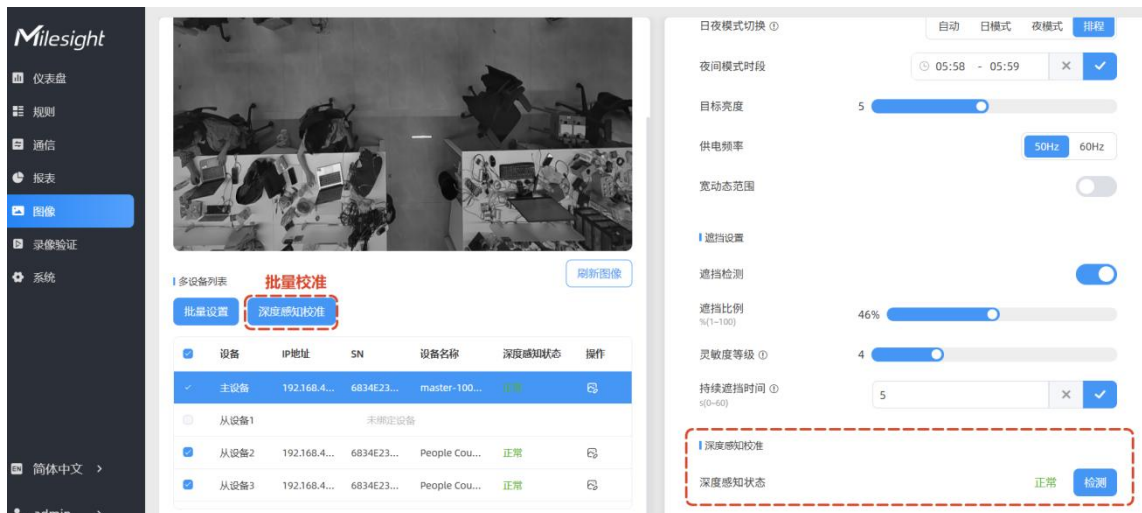 Milesight
仪表盘
规则
通信
报表
图像
录像验证
系统
简体中文 >
admin
刷新图像
多设备列表
批量校准
批量设置 深度感知校准
设备 IP地址 SN 设备名称 深度感知状态 操作
主设备 192.168.4... 6834E23... master-100... 正常
从设备1 未绑定设备
从设备2 192.168.4... 6834E23... People Cou... 正常
从设备3 192.168.4... 6834E23... People Cou... 正常
日夜模式切换 自动 日模式 夜模式 排程
夜间模式时段 05:58 - 05:59
目标亮度 5
供电频率 50Hz 60Hz
宽动态范围
遮挡设置
遮挡检测
遮挡比例 46%
%(1~100)
灵敏度等级 4
持续遮挡时间 5
s(0~60)
深度感知校准
深度感知状态 正常 检测